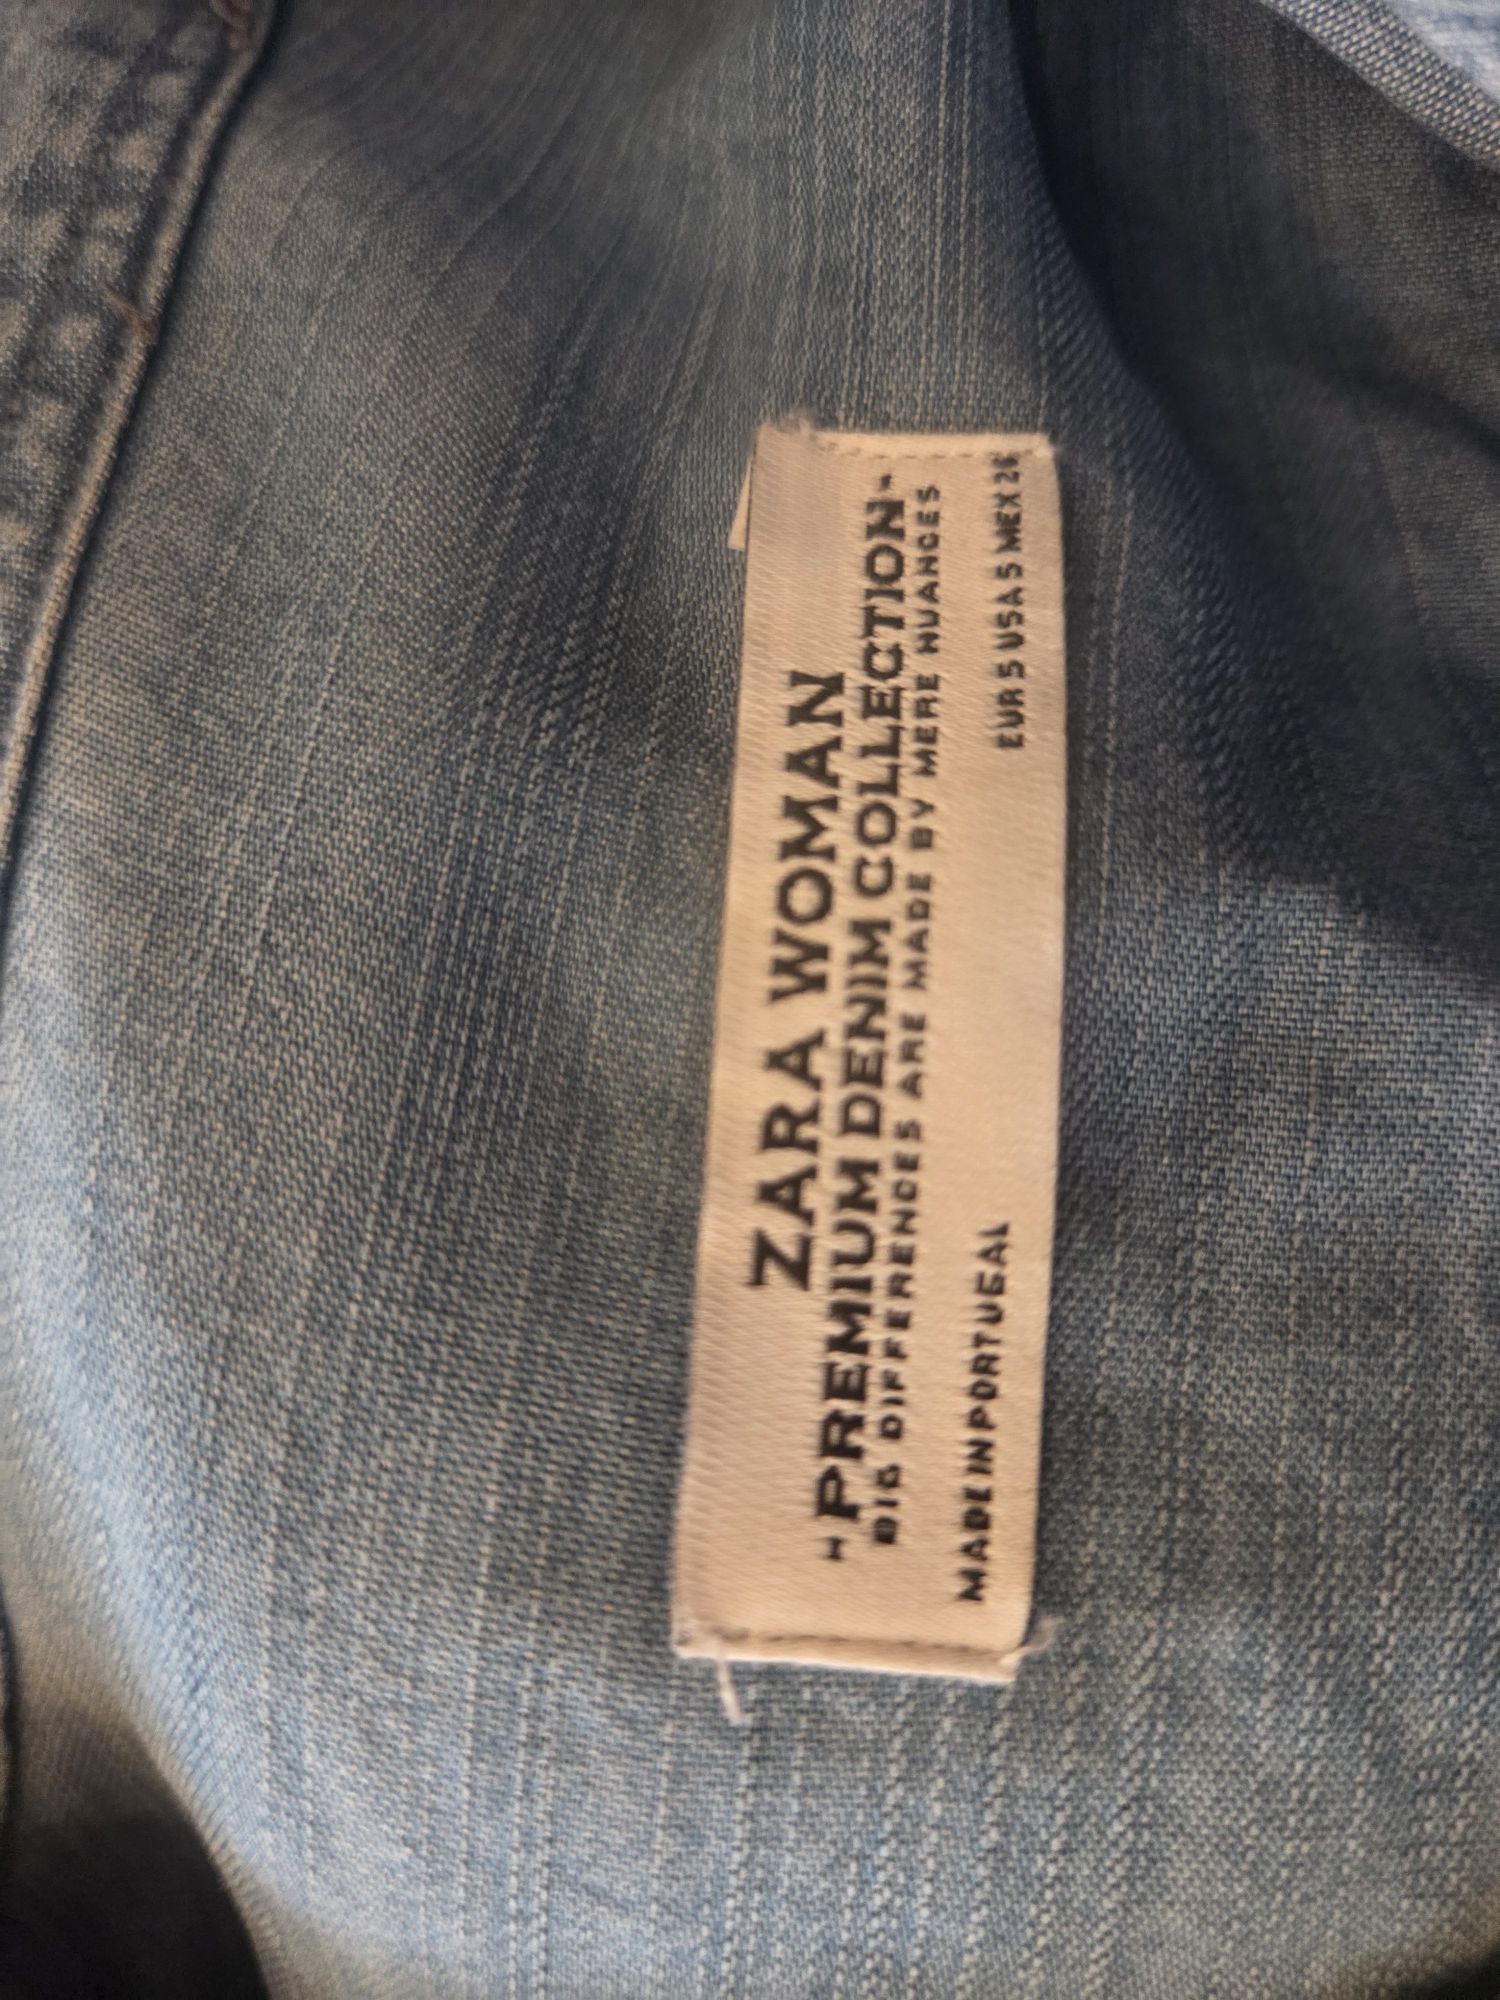 ZARA WOMAN
"PREMIUM DENIM COLLECTION"
BIG DIFFERENCES ARE MADE BY MERE NUANCES
MADE IN PORTUGAL EUR S USA S MEX 26